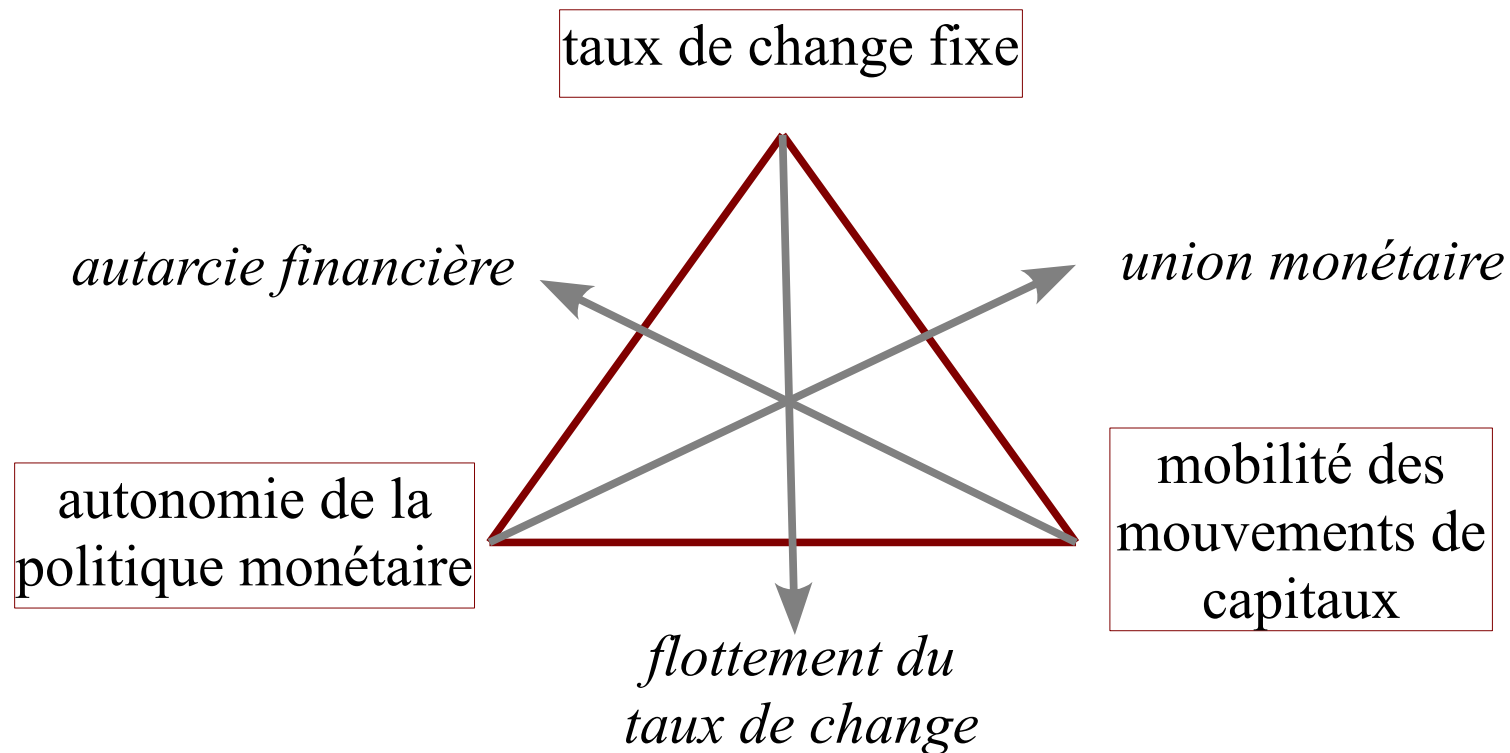 taux de change fixe
autarcie financière
union monétaire
autonomie de la
politique monétaire
mobilité des
mouvements de
capitaux
flottement du
taux de change